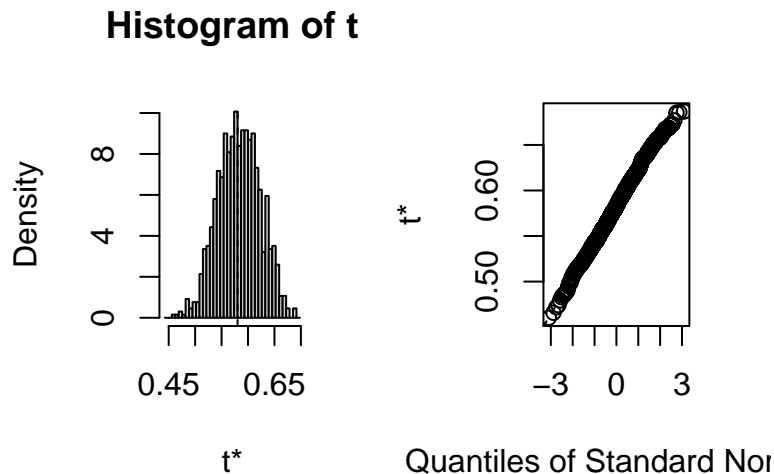 Histogram of t
Density
0
4
8
0.45
0.65
t*
t*
0.50
0.60
−3
0
3
Quantiles of Standard Nor